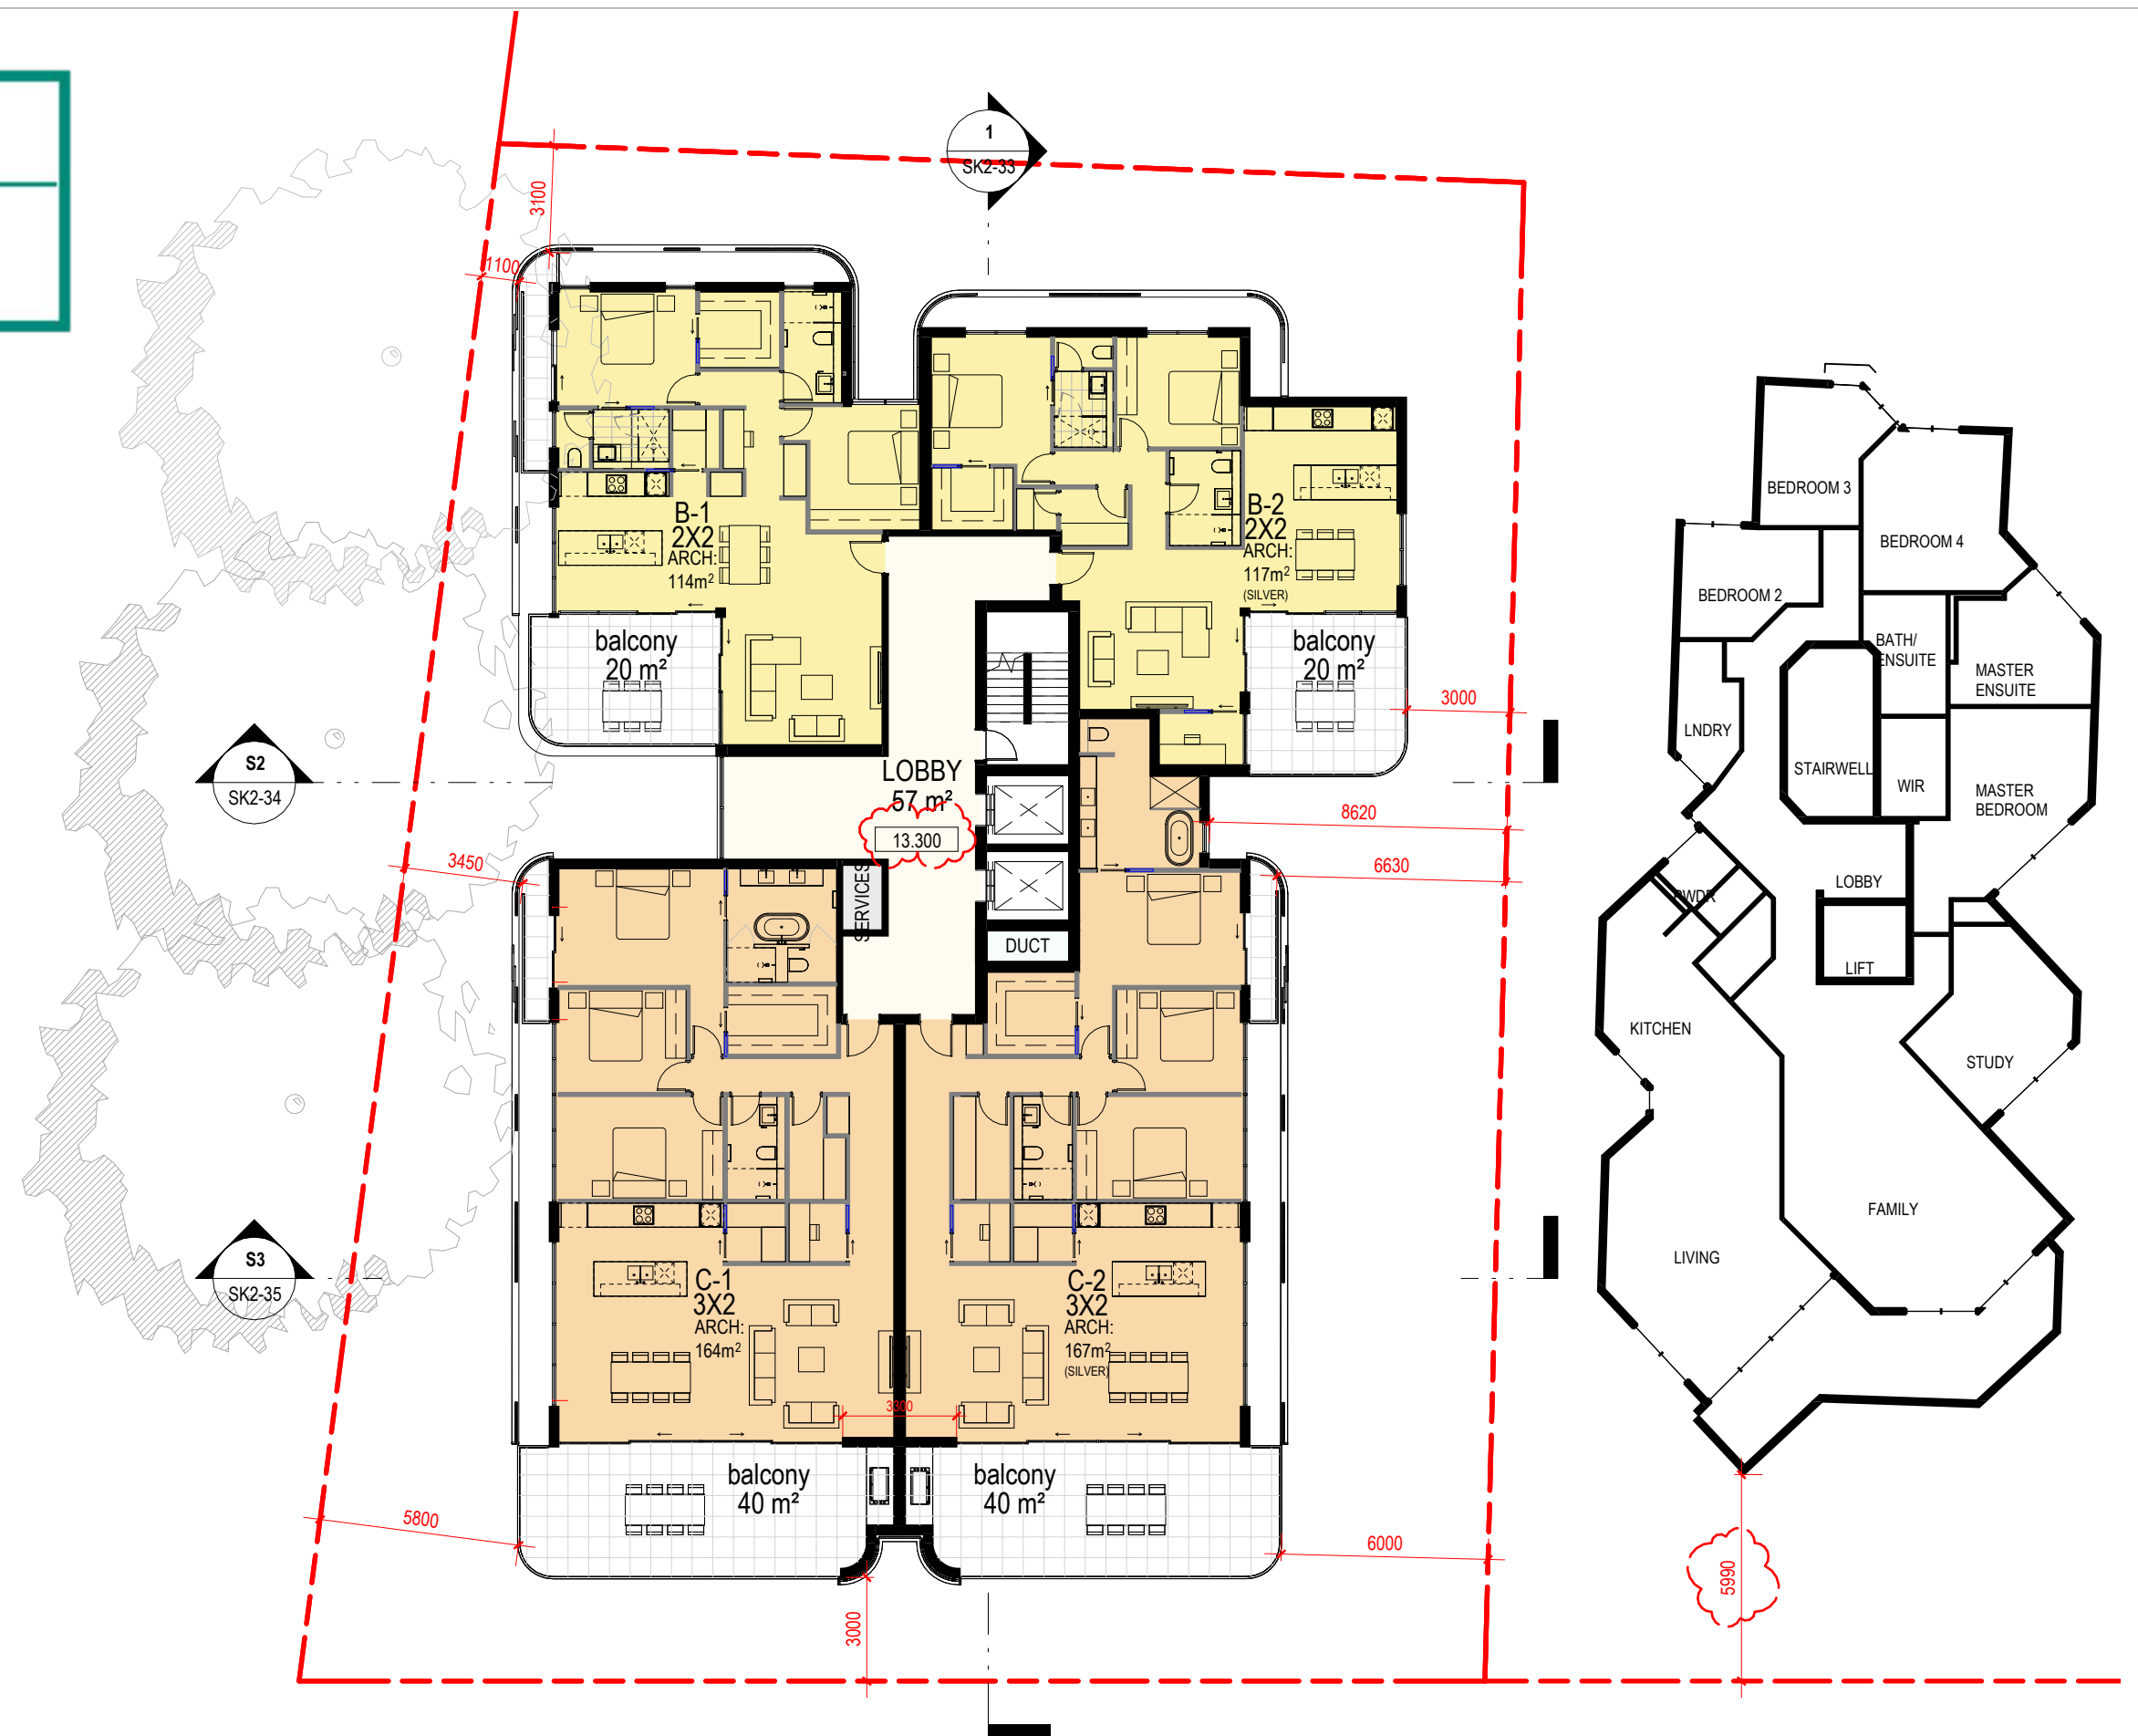 1
SK2-33
3100
1100
B-1
2X2
ARCH:
114m²
B-2
2X2
ARCH:
117m²
(SILVER)
balcony
20 m²
balcony
20 m²
3000
S2
SK2-34
LOBBY
57 m²
13.300
8620
6630
3450
SERVICES
DUCT
S3
SK2-35
C-1
3X2
ARCH:
164m²
C-2
3X2
ARCH:
167m²
(SILVER)
3300
balcony
40 m²
balcony
40 m²
5800
6000
3000
BEDROOM 3
BEDROOM 4
BEDROOM 2
BATH/
ENSUITE
MASTER
ENSUITE
LNDRY
STAIRWELL
WIR
MASTER
BEDROOM
LOBBY
PWDR
LIFT
KITCHEN
STUDY
FAMILY
LIVING
5990